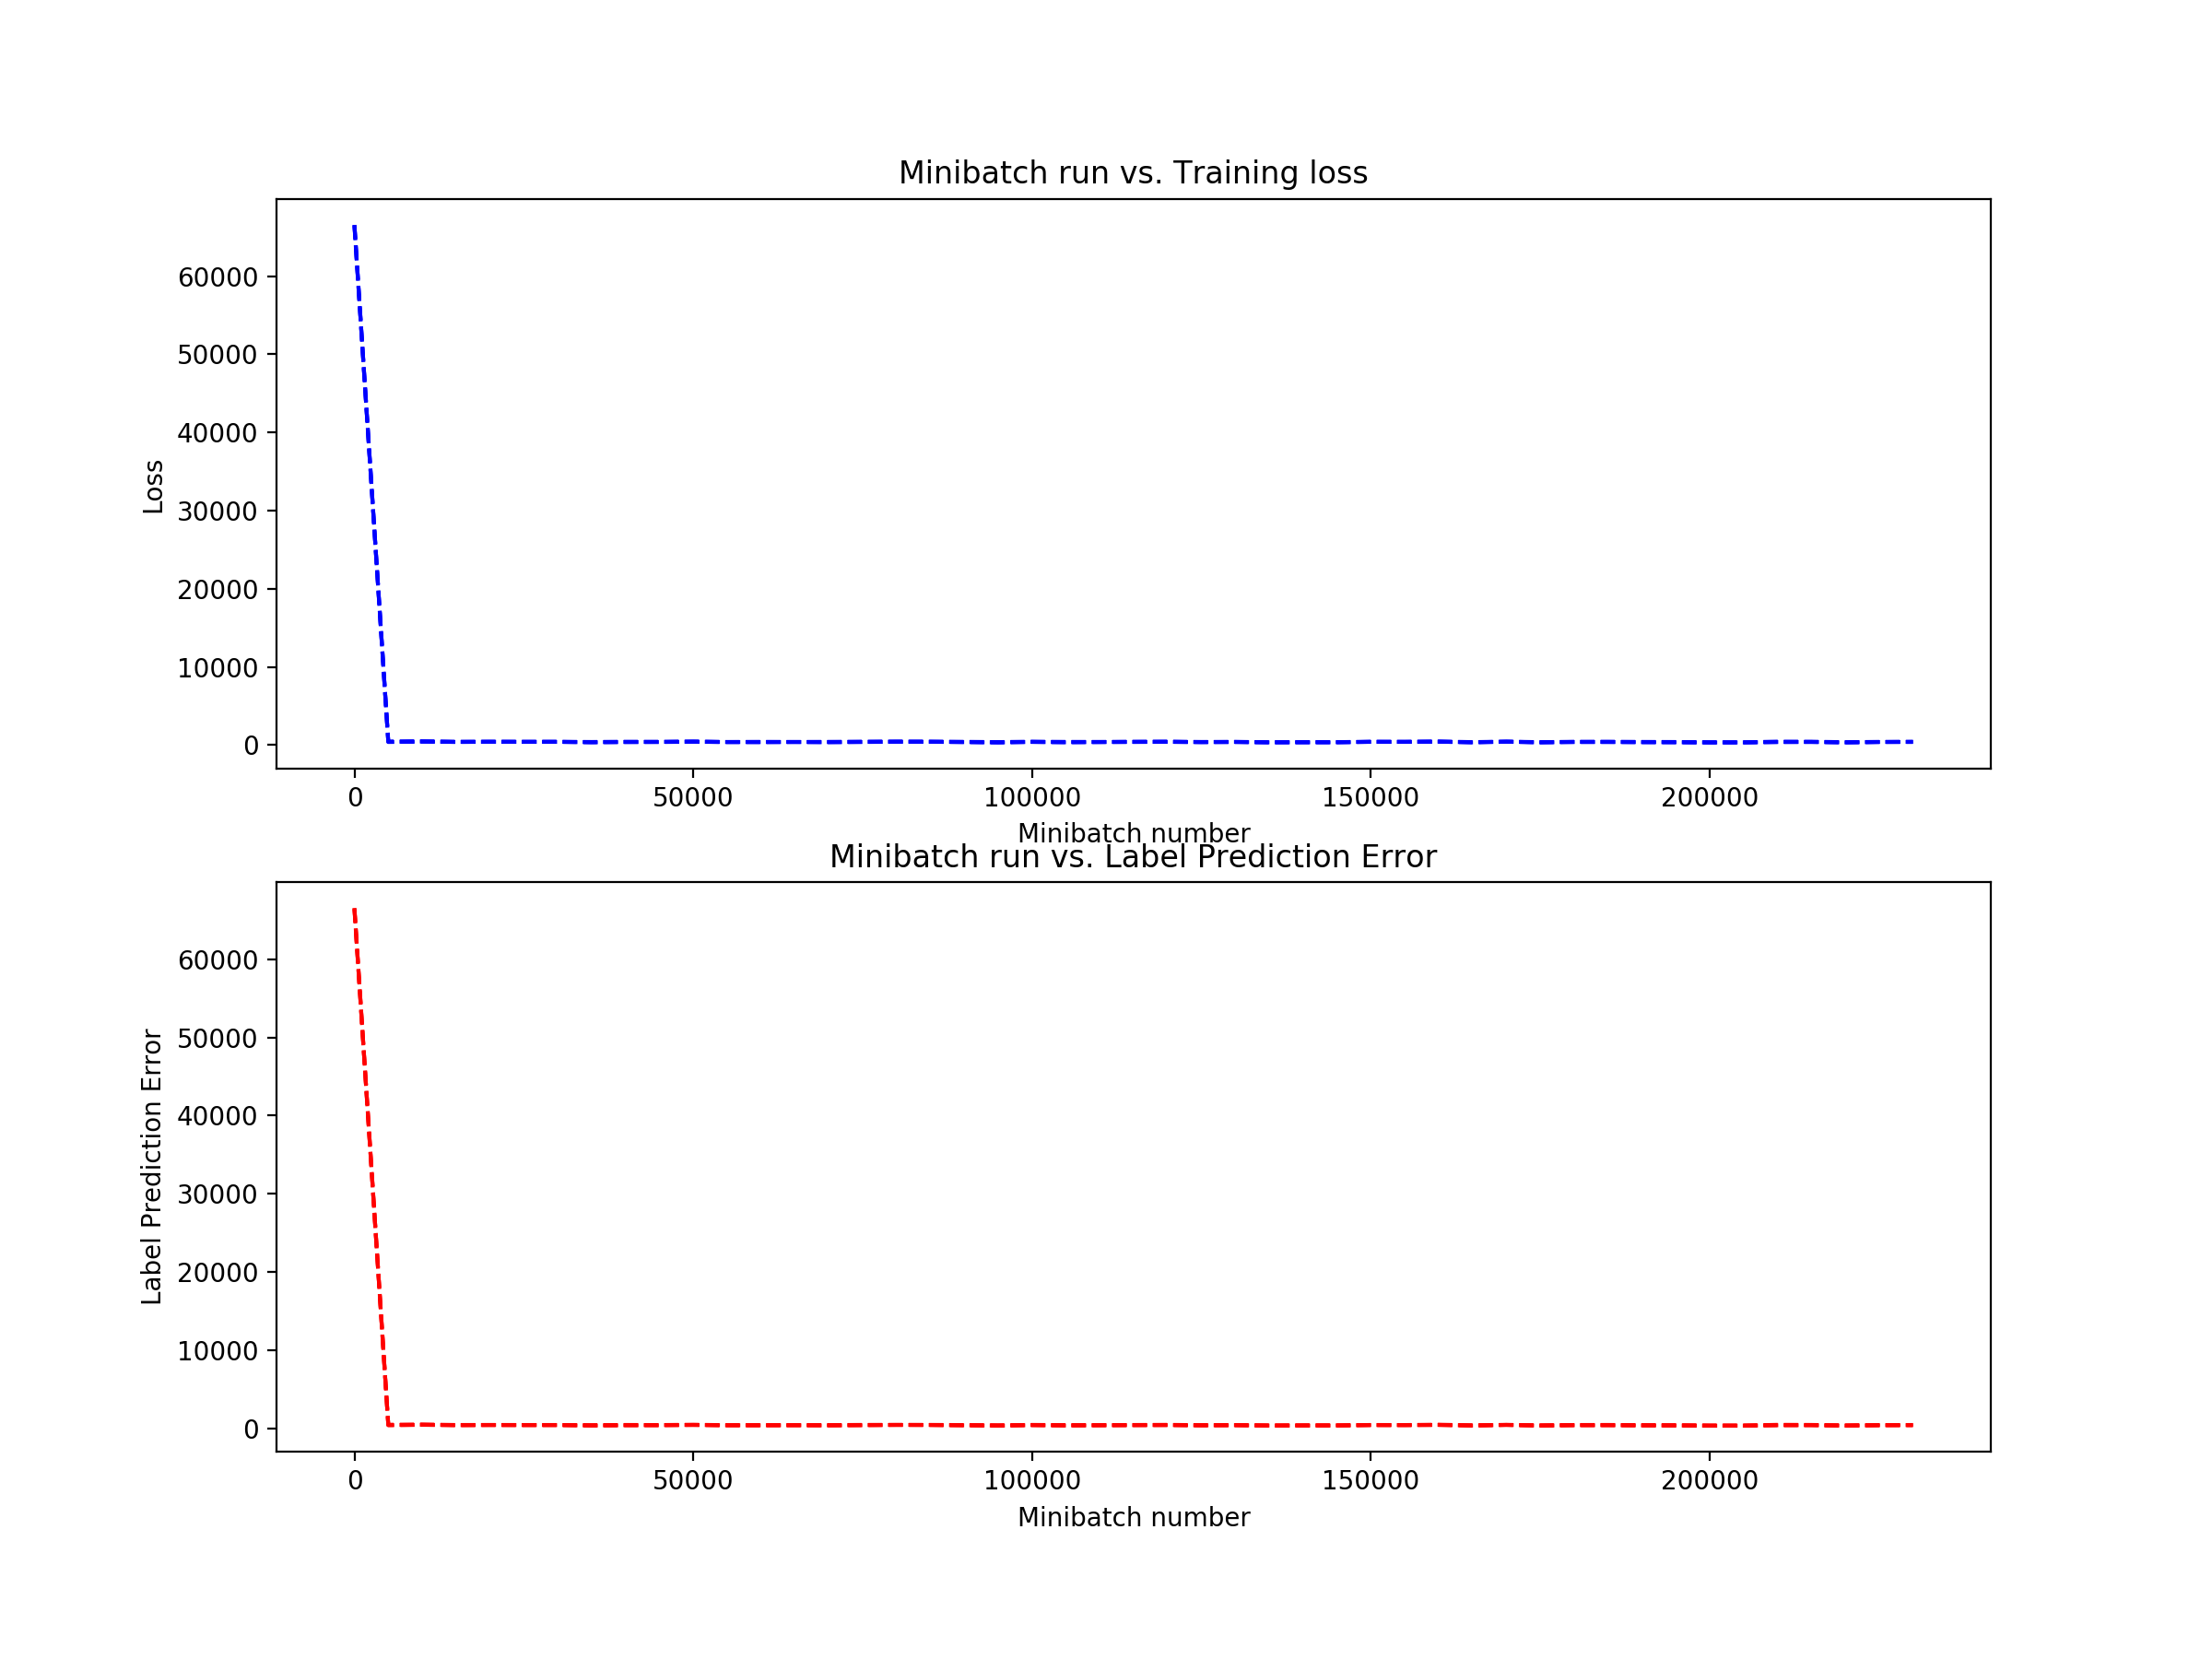 Minibatch run vs. Training loss
60000
50000
40000
30000
20000
10000
0
Loss
0 50000 100000 150000 200000
Minibatch number
Minibatch run vs. Label Prediction Error
60000
50000
40000
30000
20000
10000
0
Label Prediction Error
0 50000 100000 150000 200000
Minibatch number